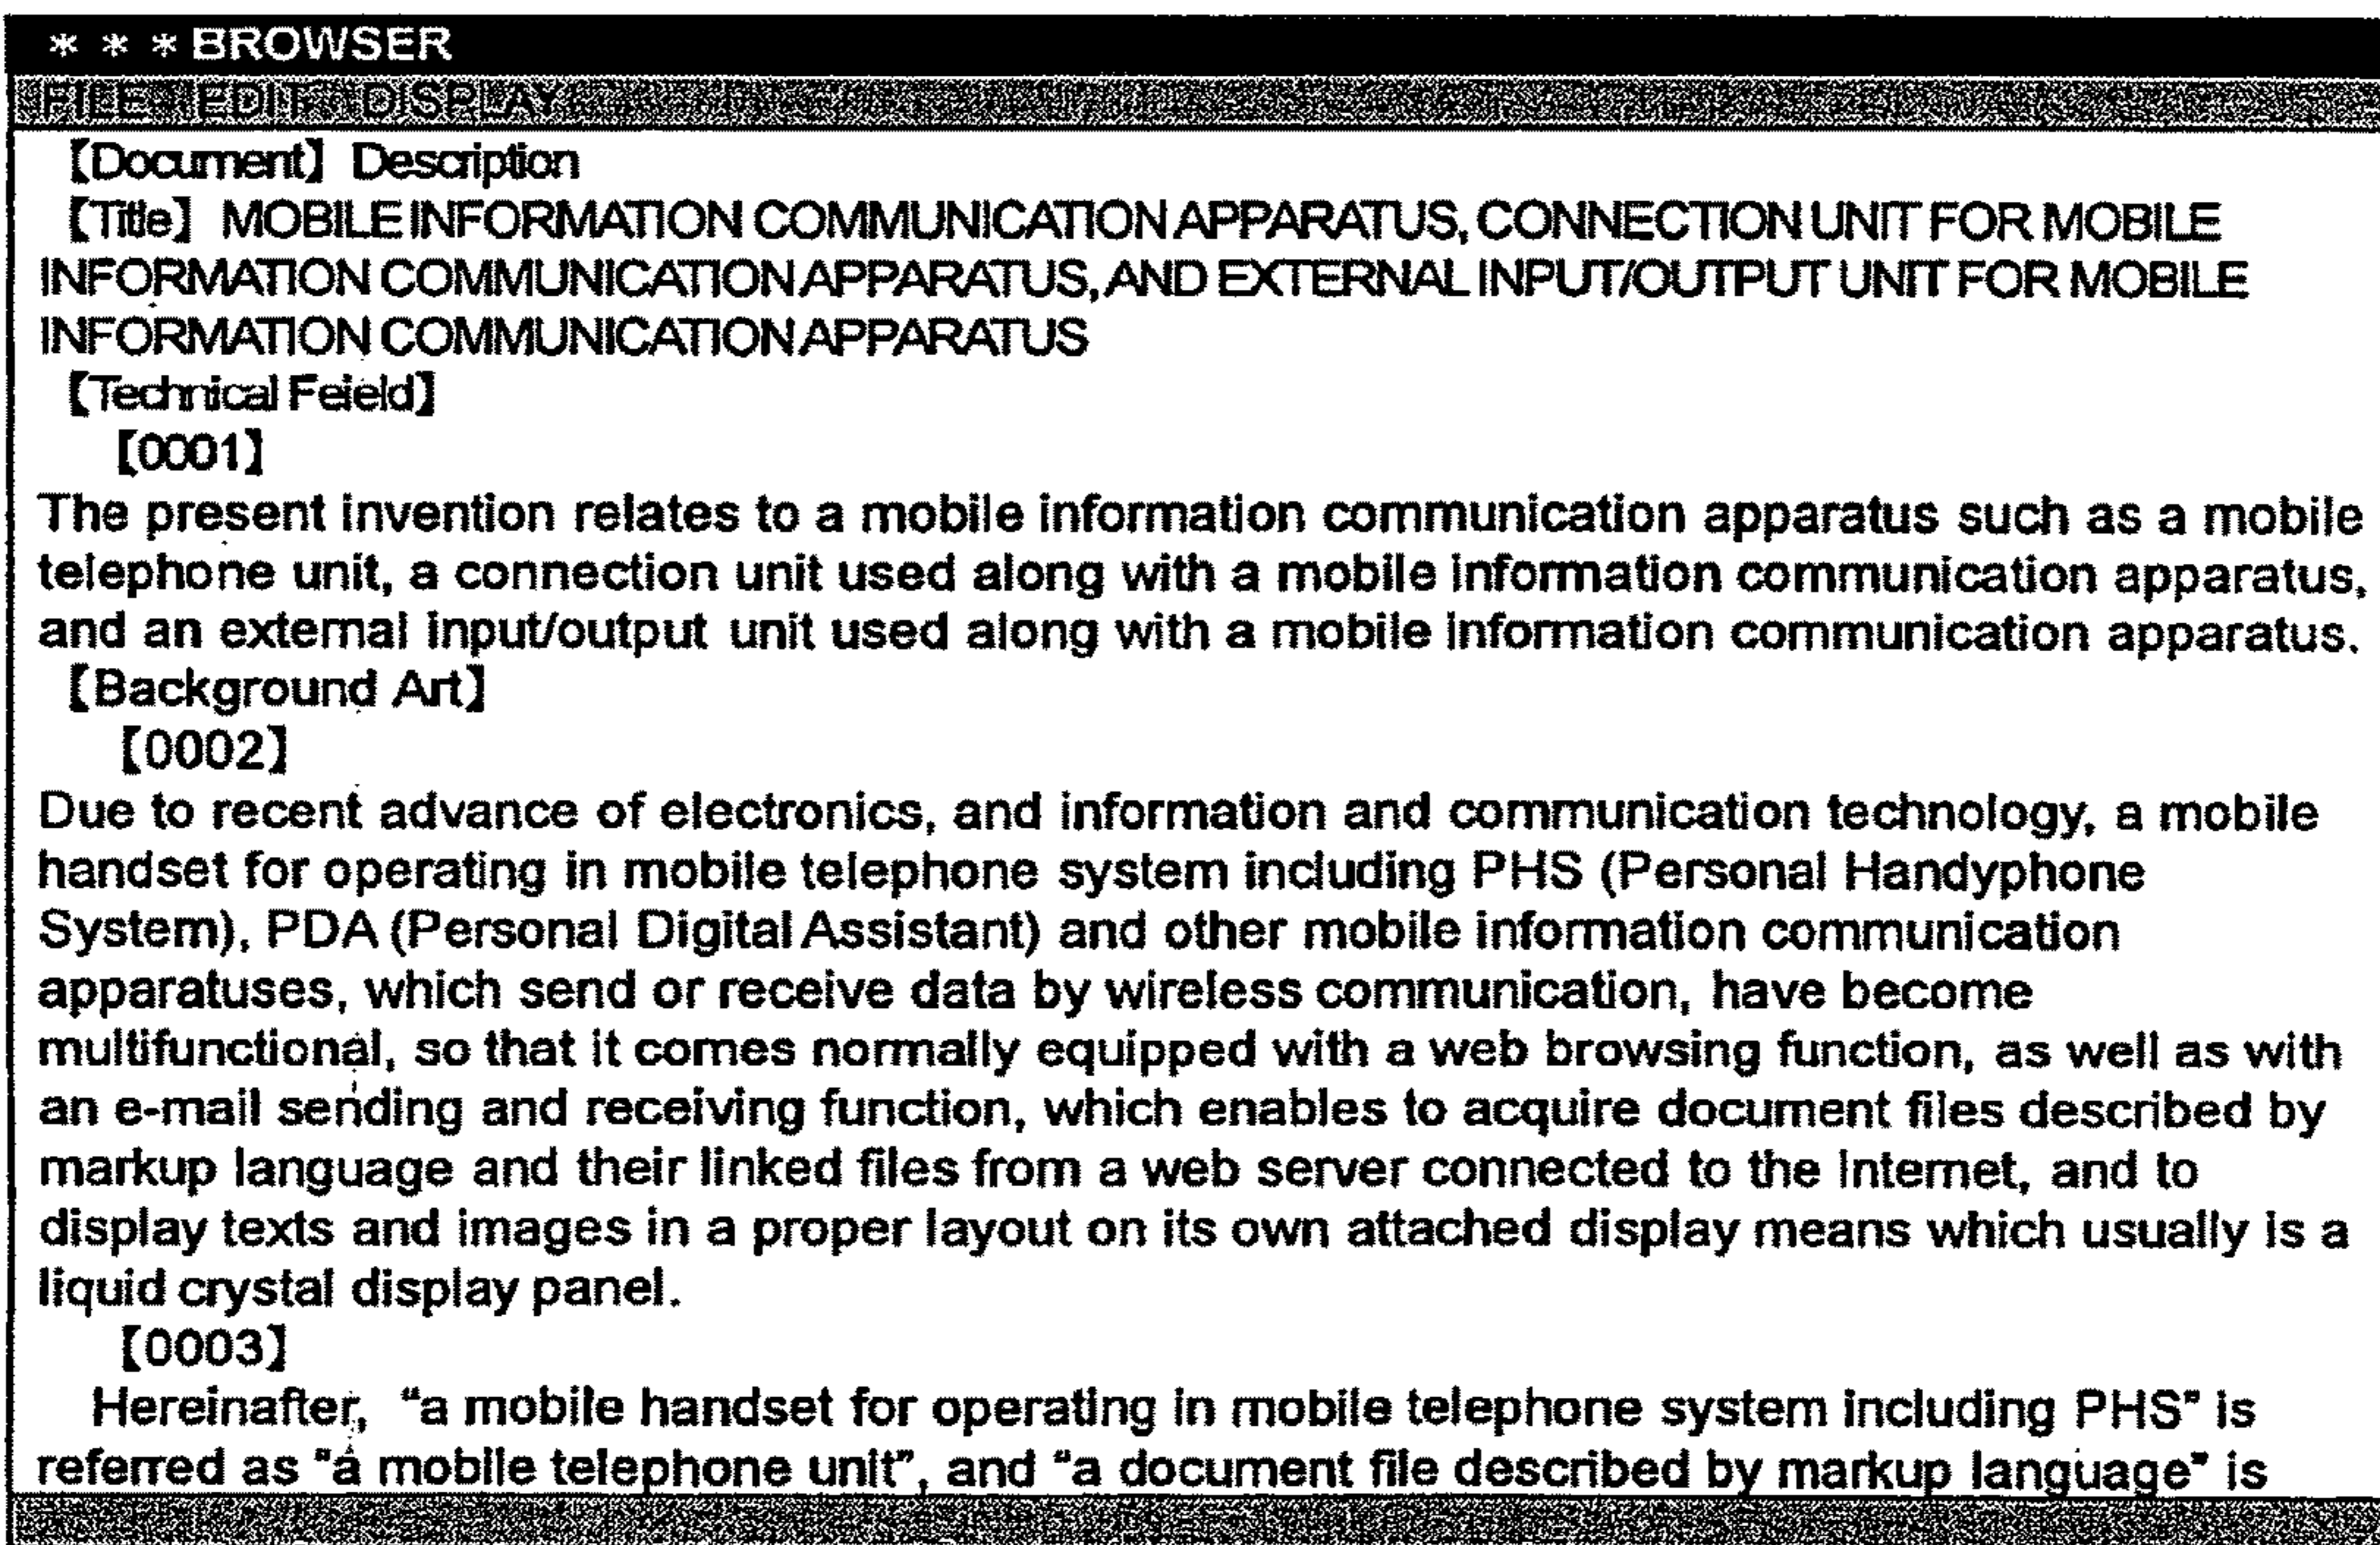 * * * BROWSER
FILE EDIT DISPLAY
【Document】 Description
【Title】 MOBILE INFORMATION COMMUNICATION APPARATUS, CONNECTION UNIT FOR MOBILE
INFORMATION COMMUNICATION APPARATUS, AND EXTERNAL INPUT/OUTPUT UNIT FOR MOBILE
INFORMATION COMMUNICATION APPARATUS
【Technical Feield】
【0001】
The present invention relates to a mobile information communication apparatus such as a mobile
telephone unit, a connection unit used along with a mobile information communication apparatus,
and an external input/output unit used along with a mobile information communication apparatus.
【Background Art】
【0002】
Due to recent advance of electronics, and information and communication technology, a mobile
handset for operating in mobile telephone system including PHS (Personal Handyphone
System), PDA (Personal Digital Assistant) and other mobile information communication
apparatuses, which send or receive data by wireless communication, have become
multifunctional, so that it comes normally equipped with a web browsing function, as well as with
an e-mail sending and receiving function, which enables to acquire document files described by
markup language and their linked files from a web server connected to the Internet, and to
display texts and images in a proper layout on its own attached display means which usually is a
liquid crystal display panel.
【0003】
Hereinafter, “a mobile handset for operating in mobile telephone system including PHS” is
referred as “a mobile telephone unit”, and “a document file described by markup language” is